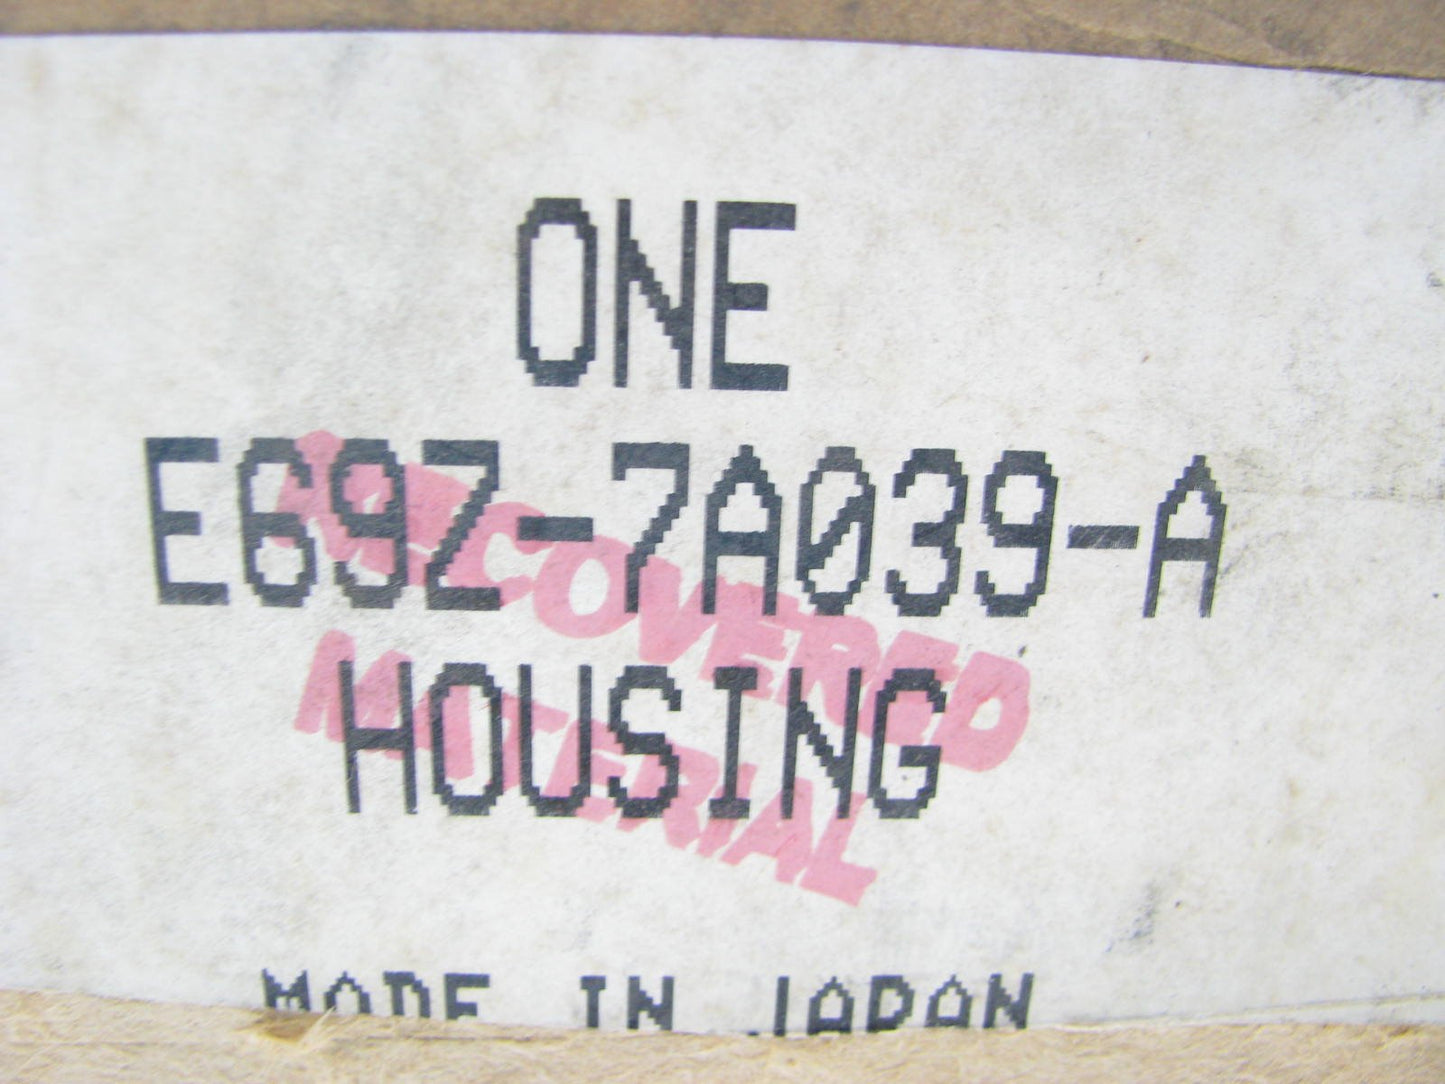 ONE
E69Z-7A039-A
RECOVERED
HOUSING
MATERIAL
MADE IN JAPAN